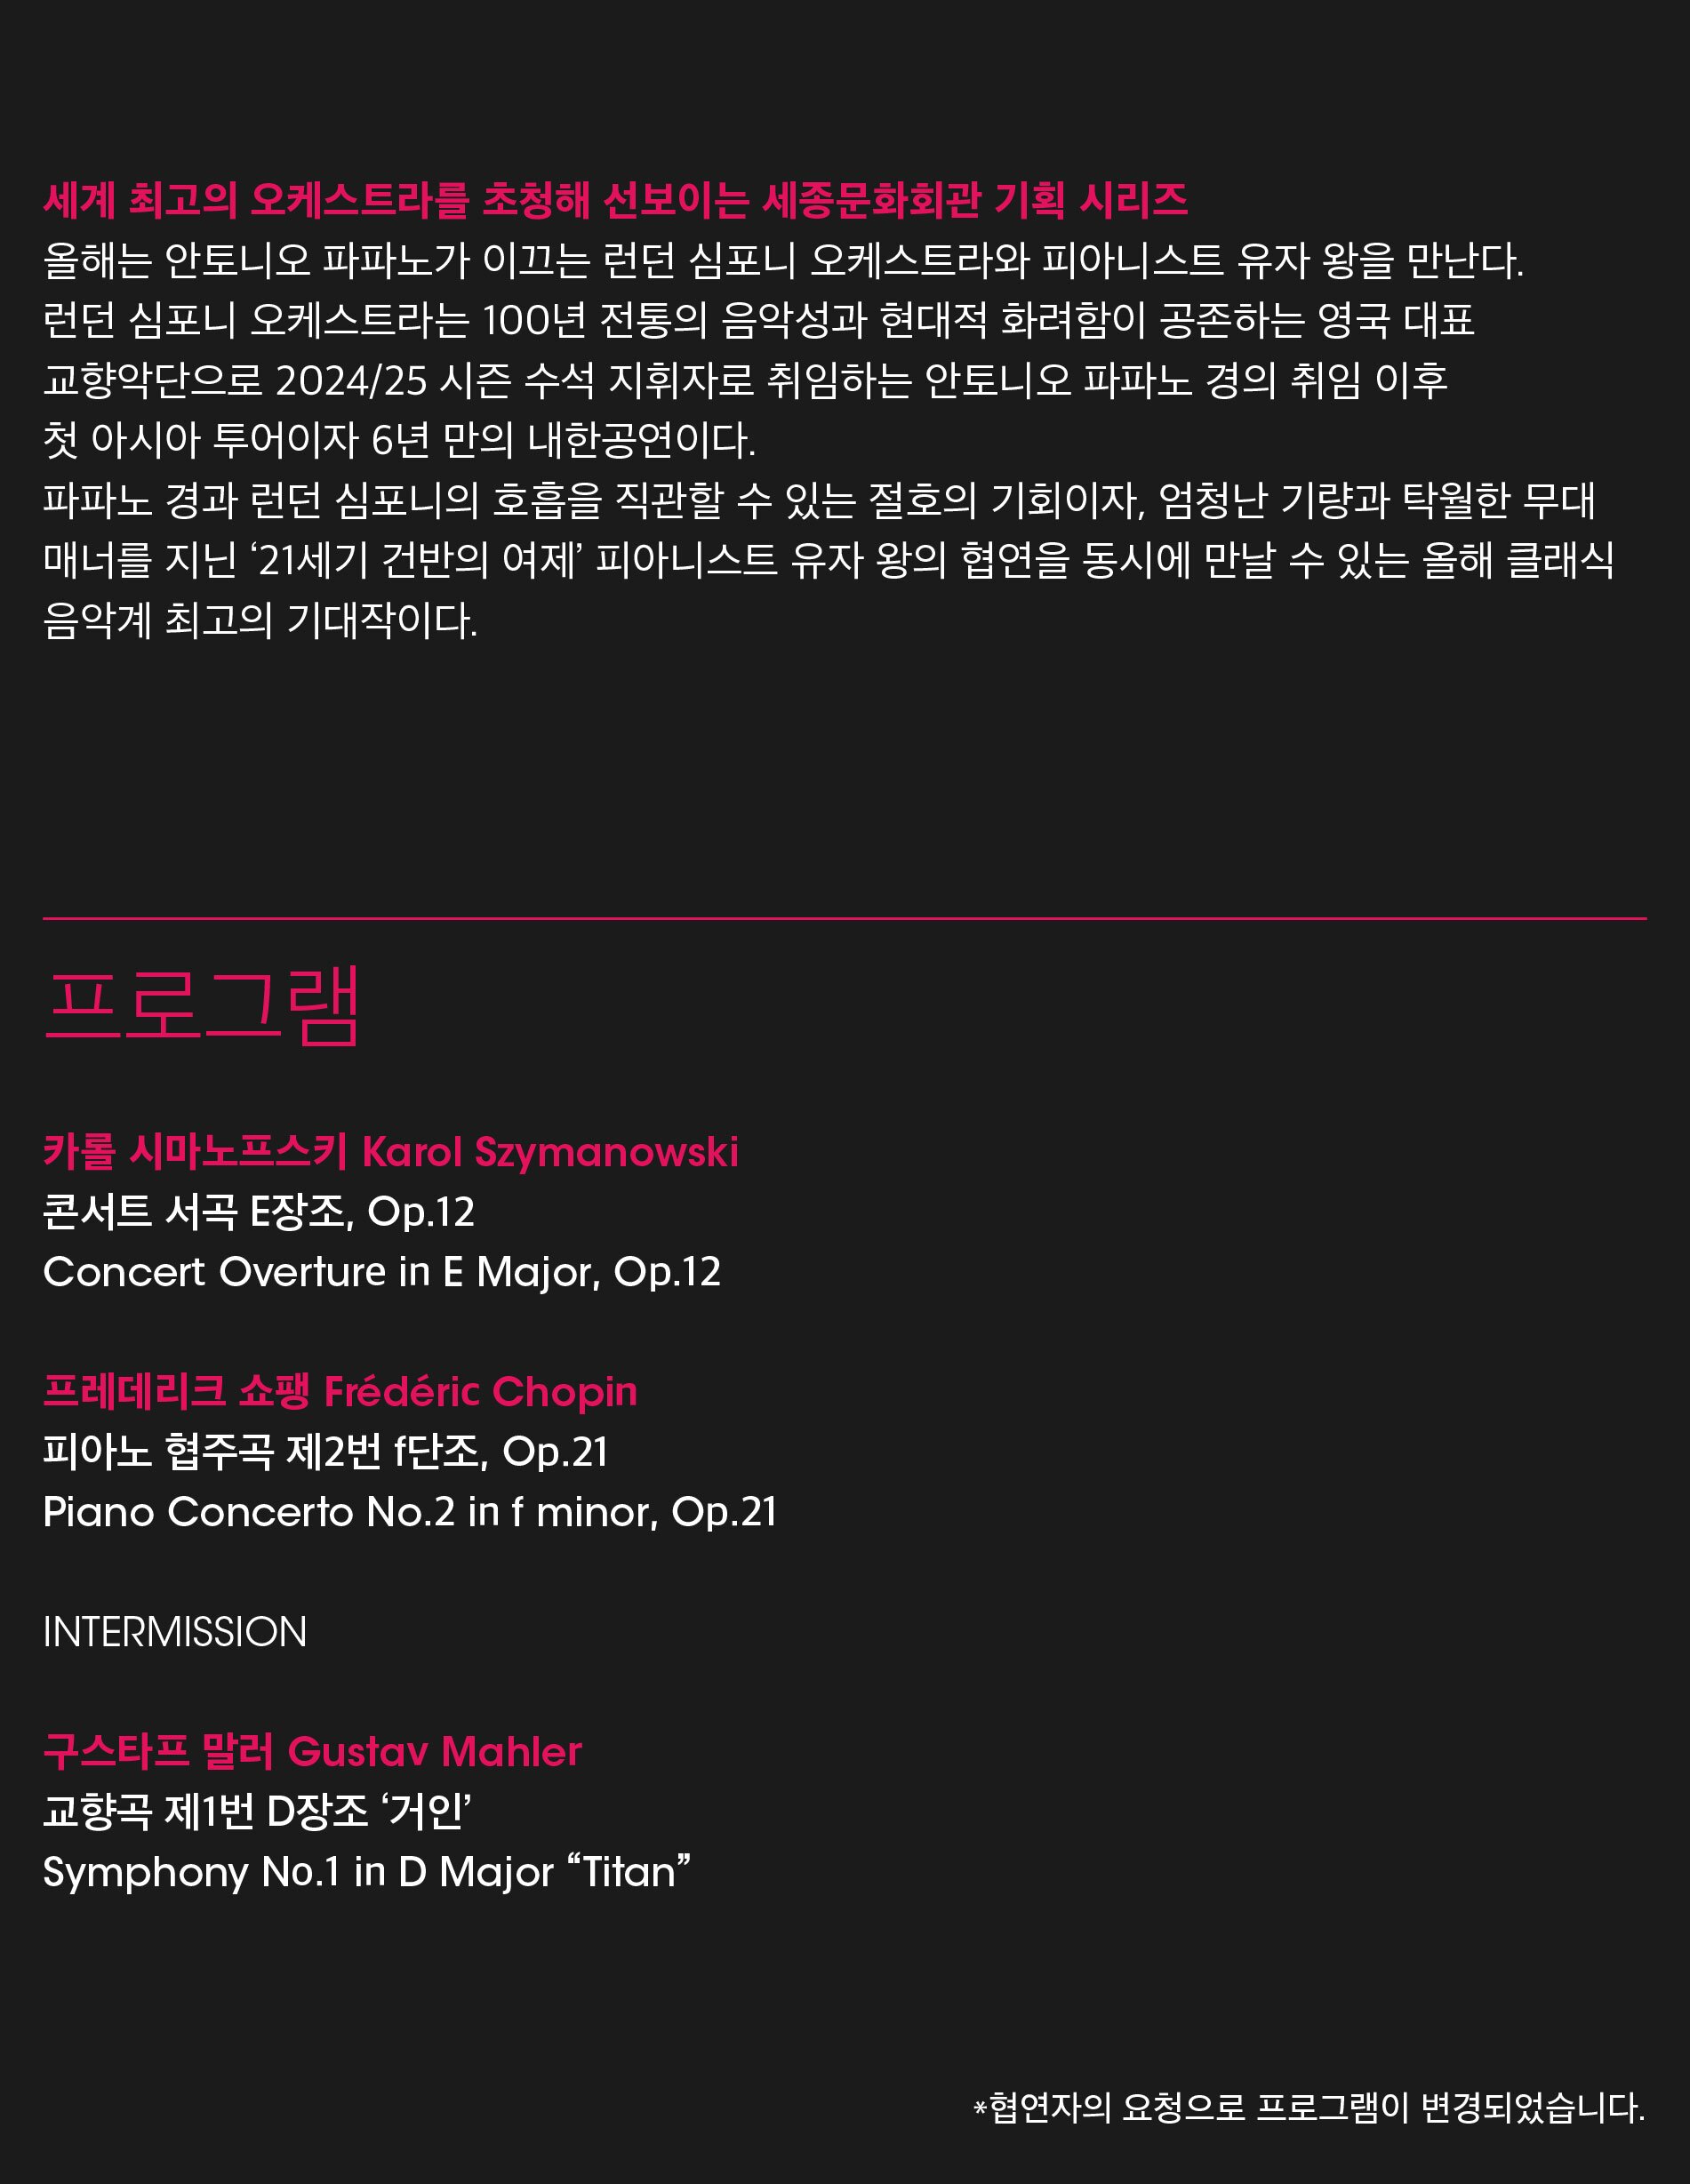 세계 최고의 오케스트라를 초청해 선보이는 세종문화회관 기획 시리즈
올해는 안토니오 파파노가 이끄는 런던 심포니 오케스트라와 피아니스트 유자 왕을 만난다.
런던 심포니 오케스트라는 100년 전통의 음악성과 현대적 화려함이 공존하는 영국 대표
교향악단으로 2024/25 시즌 수석 지휘자로 취임하는 안토니오 파파노 경의 취임 이후
첫 아시아 투어이자 6년 만의 내한공연이다.
파파노 경과 런던 심포니의 호흡을 직관할 수 있는 절호의 기회이자, 엄청난 기량과 탁월한 무대
매너를 지닌 ‘21세기 건반의 여제’ 피아니스트 유자 왕의 협연을 동시에 만날 수 있는 올해 클래식
음악계 최고의 기대작이다.
프로그램
카롤 시마노프스키 Karol Szymanowski
콘서트 서곡 E장조, Op.12
Concert Overture in E Major, Op.12
프레데리크 쇼팽 Frédéric Chopin
피아노 협주곡 제2번 f단조, Op.21
Piano Concerto No.2 in f minor, Op.21
INTERMISSION
구스타프 말러 Gustav Mahler
교향곡 제1번 D장조 ‘거인’
Symphony No.1 in D Major “Titan”
*협연자의 요청으로 프로그램이 변경되었습니다.